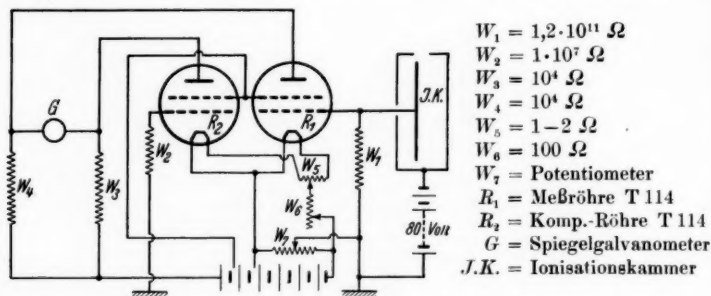 G
W₄
W₃
W₂
R₂
R₁
W₅
W₆
W₇
W₁
J.K.
80 Volt
W₁ = 1,2·10¹¹ Ω
W₂ = 1·10⁷ Ω
W₃ = 10⁴ Ω
W₄ = 10⁴ Ω
W₅ = 1–2 Ω
W₆ = 100 Ω
W₇ = Potentiometer
R₁ = Meßröhre T 114
R₂ = Komp.-Röhre T 114
G = Spiegelgalvanometer
J.K. = Ionisationskammer